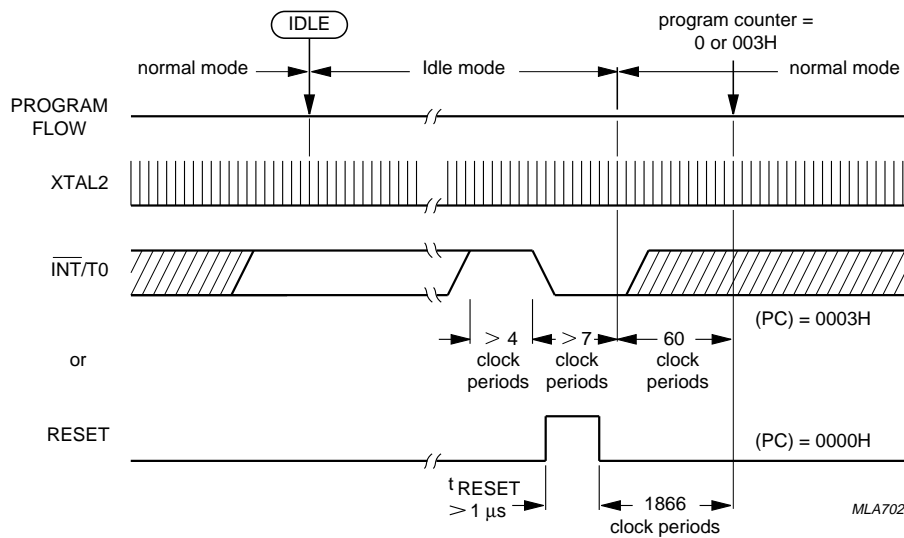 IDLE
program counter =
0 or 003H
normal mode
Idle mode
normal mode
PROGRAM
FLOW
XTAL2
INT/T0
(PC) = 0003H
> 4
clock
periods
> 7
clock
periods
60
clock
periods
or
RESET
(PC) = 0000H
t RESET
> 1 μs
1866
clock periods
MLA702